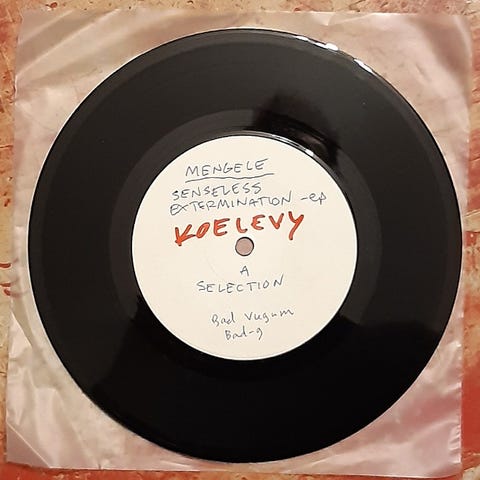 MENGELE
SENSELESS
EXTERMINATION - ep
KOELEVY
A
SELECTION
Bad Vugum
Bad-9